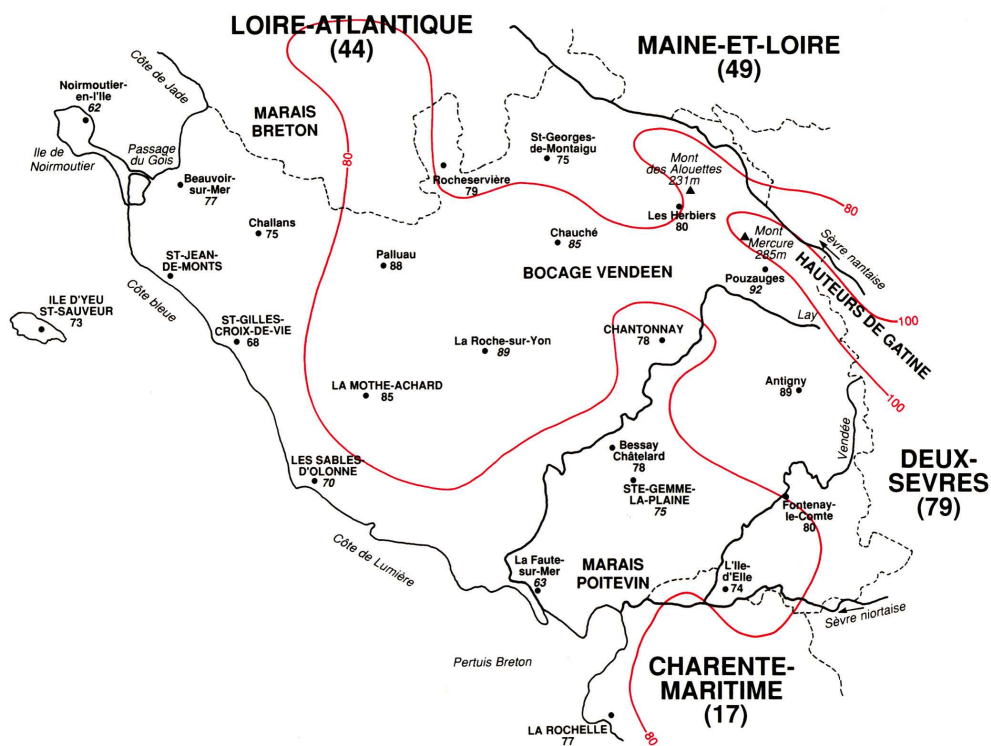 LOIRE-ATLANTIQUE
(44)
MAINE-ET-LOIRE
(49)
Côte de Jade
Noirmoutier-
en-l'Ile
62
MARAIS
BRETON
80
St-Georges-
de-Montaigu
75
Mont
des Alouettes
231m
Passage
du Gois
Ile de
Noirmoutier
Beauvoir-
sur-Mer
77
Rocheservière
79
80
Les Herbiers
80
Challans
75
Chauché
85
Mont
Mercure
285m
Sèvre nantaise
Palluau
88
ST-JEAN-
DE-MONTS
BOCAGE VENDEEN
Pouzauges
92
HAUTEURS DE GATINE
Côte bleue
ILE D'YEU
ST-SAUVEUR
73
ST-GILLES-
CROIX-DE-VIE
68
Lay
100
CHANTONNAY
78
La Roche-sur-Yon
89
LA MOTHE-ACHARD
85
Antigny
89
100
Vendée
Bessay
Châtelard
78
DEUX-
SEVRES
(79)
LES SABLES-
D'OLONNE
70
STE-GEMME-
LA-PLAINE
75
Fontenay-
le-Comte
80
Côte de Lumière
La Faute-
sur-Mer
63
MARAIS
POITEVIN
L'Ile-
d'Elle
74
Sèvre niortaise
Pertuis Breton
CHARENTE-
MARITIME
(17)
LA ROCHELLE
77
80